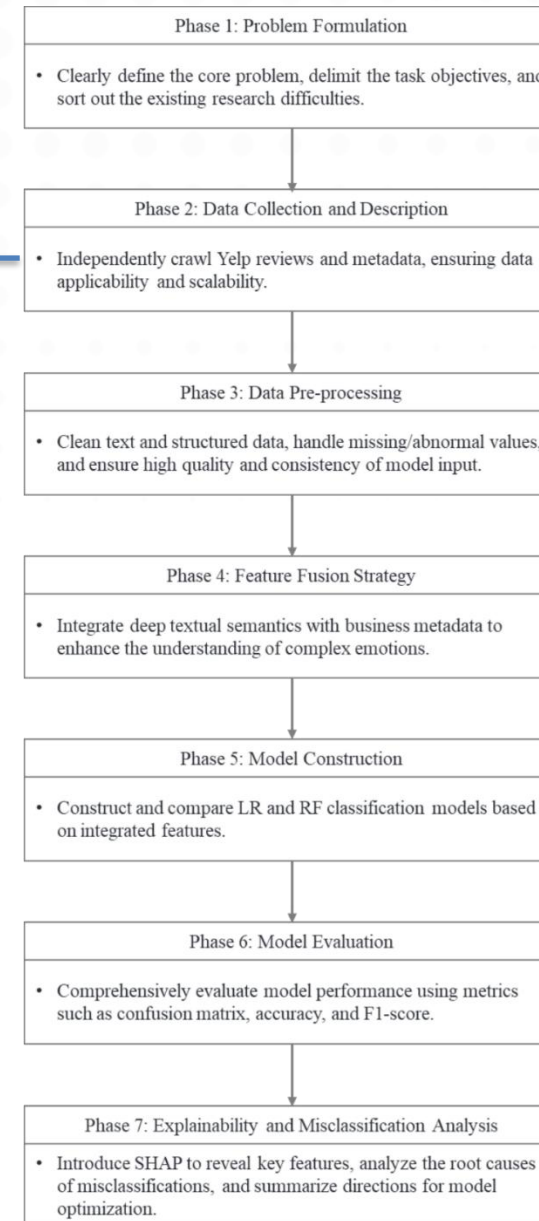 Phase 1: Problem Formulation
• Clearly define the core problem, delimit the task objectives, and
sort out the existing research difficulties.
Phase 2: Data Collection and Description
• Independently crawl Yelp reviews and metadata, ensuring data
applicability and scalability.
Phase 3: Data Pre-processing
• Clean text and structured data, handle missing/abnormal values,
and ensure high quality and consistency of model input.
Phase 4: Feature Fusion Strategy
• Integrate deep textual semantics with business metadata to
enhance the understanding of complex emotions.
Phase 5: Model Construction
• Construct and compare LR and RF classification models based
on integrated features.
Phase 6: Model Evaluation
• Comprehensively evaluate model performance using metrics
such as confusion matrix, accuracy, and F1-score.
Phase 7: Explainability and Misclassification Analysis
• Introduce SHAP to reveal key features, analyze the root causes
of misclassifications, and summarize directions for model
optimization.